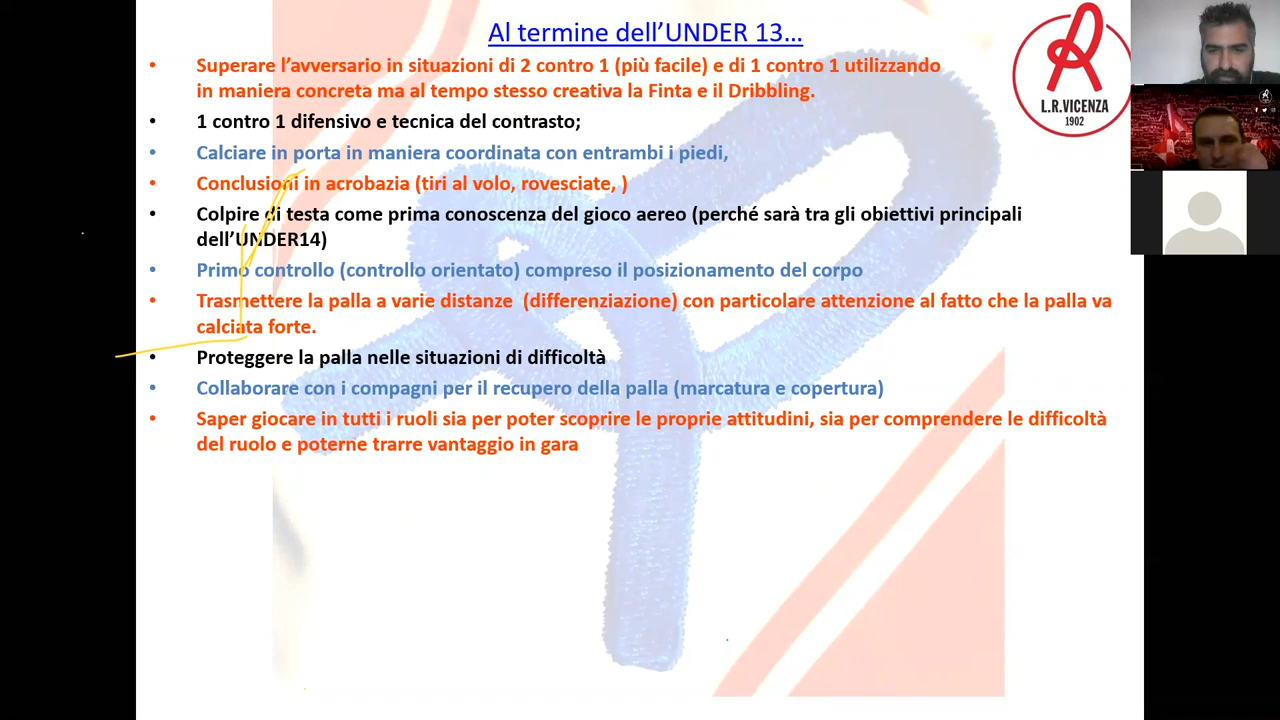 Al termine dell’UNDER 13…
• Superare l’avversario in situazioni di 2 contro 1 (più facile) e di 1 contro 1 utilizzando
in maniera concreta ma al tempo stesso creativa la Finta e il Dribbling.
• 1 contro 1 difensivo e tecnica del contrasto;
• Calciare in porta in maniera coordinata con entrambi i piedi,
• Conclusioni in acrobazia (tiri al volo, rovesciate, )
• Colpire di testa come prima conoscenza del gioco aereo (perché sarà tra gli obiettivi principali
dell’UNDER14)
• Primo controllo (controllo orientato) compreso il posizionamento del corpo
• Trasmettere la palla a varie distanze  (differenziazione) con particolare attenzione al fatto che la palla va
calciata forte.
• Proteggere la palla nelle situazioni di difficoltà
• Collaborare con i compagni per il recupero della palla (marcatura e copertura)
• Saper giocare in tutti i ruoli sia per poter scoprire le proprie attitudini, sia per comprendere le difficoltà
del ruolo e poterne trarre vantaggio in gara
L.R.VICENZA
1902